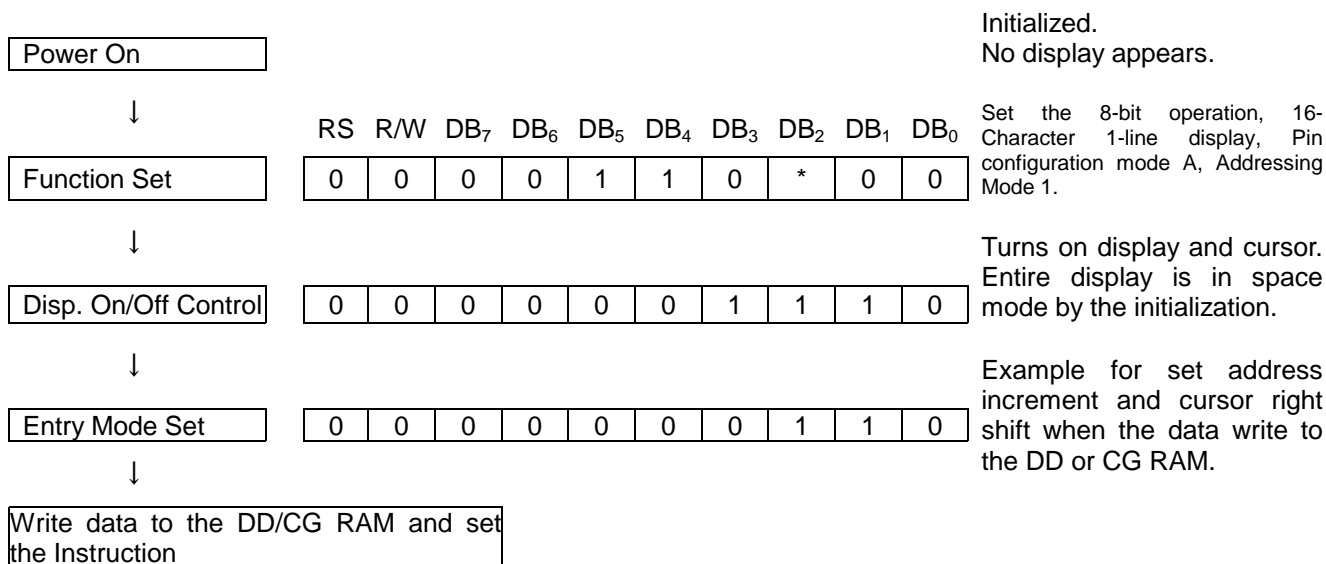 Initialized.
Power On
No display appears.
↓
RS R/W DB₇ DB₆ DB₅ DB₄ DB₃ DB₂ DB₁ DB₀
Set the 8-bit operation, 16-
Character 1-line display, Pin
configuration mode A, Addressing
Mode 1.
Function Set
0 0 0 0 1 1 0 * 0 0
↓
Turns on display and cursor.
Entire display is in space
mode by the initialization.
Disp. On/Off Control
0 0 0 0 0 0 1 1 1 0
↓
Example for set address
increment and cursor right
shift when the data write to
the DD or CG RAM.
Entry Mode Set
0 0 0 0 0 0 0 1 1 0
↓
Write data to the DD/CG RAM and set
the Instruction